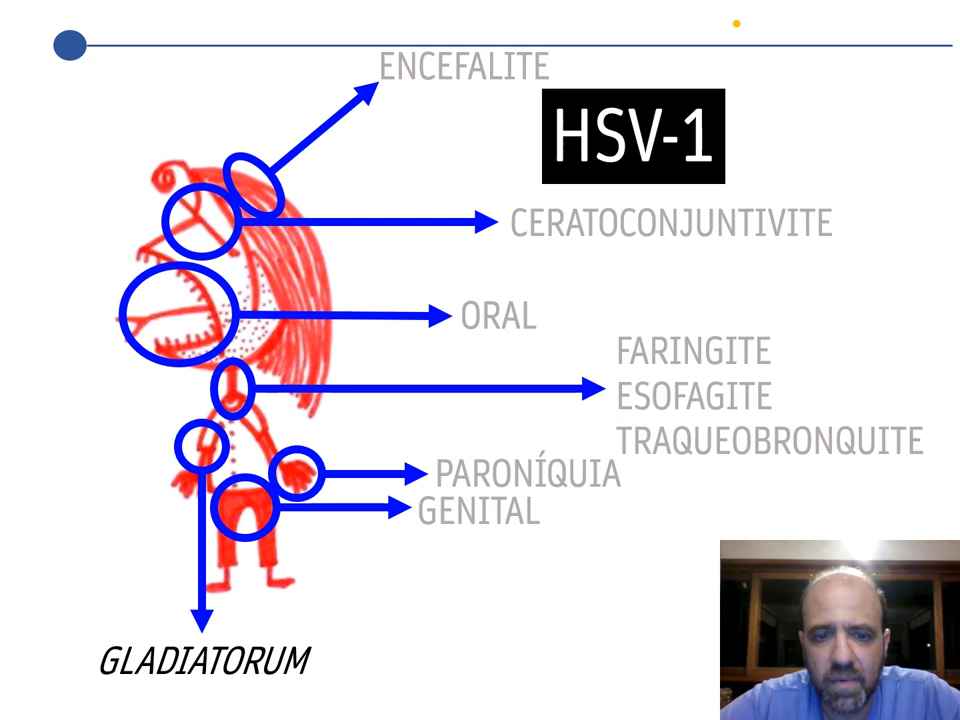 ENCEFALITE
HSV-1
CERATOCONJUNTIVITE
ORAL
FARINGITE
ESOFAGITE
TRAQUEOBRONQUITE
PARONÍQUIA
GENITAL
GLADIATORUM